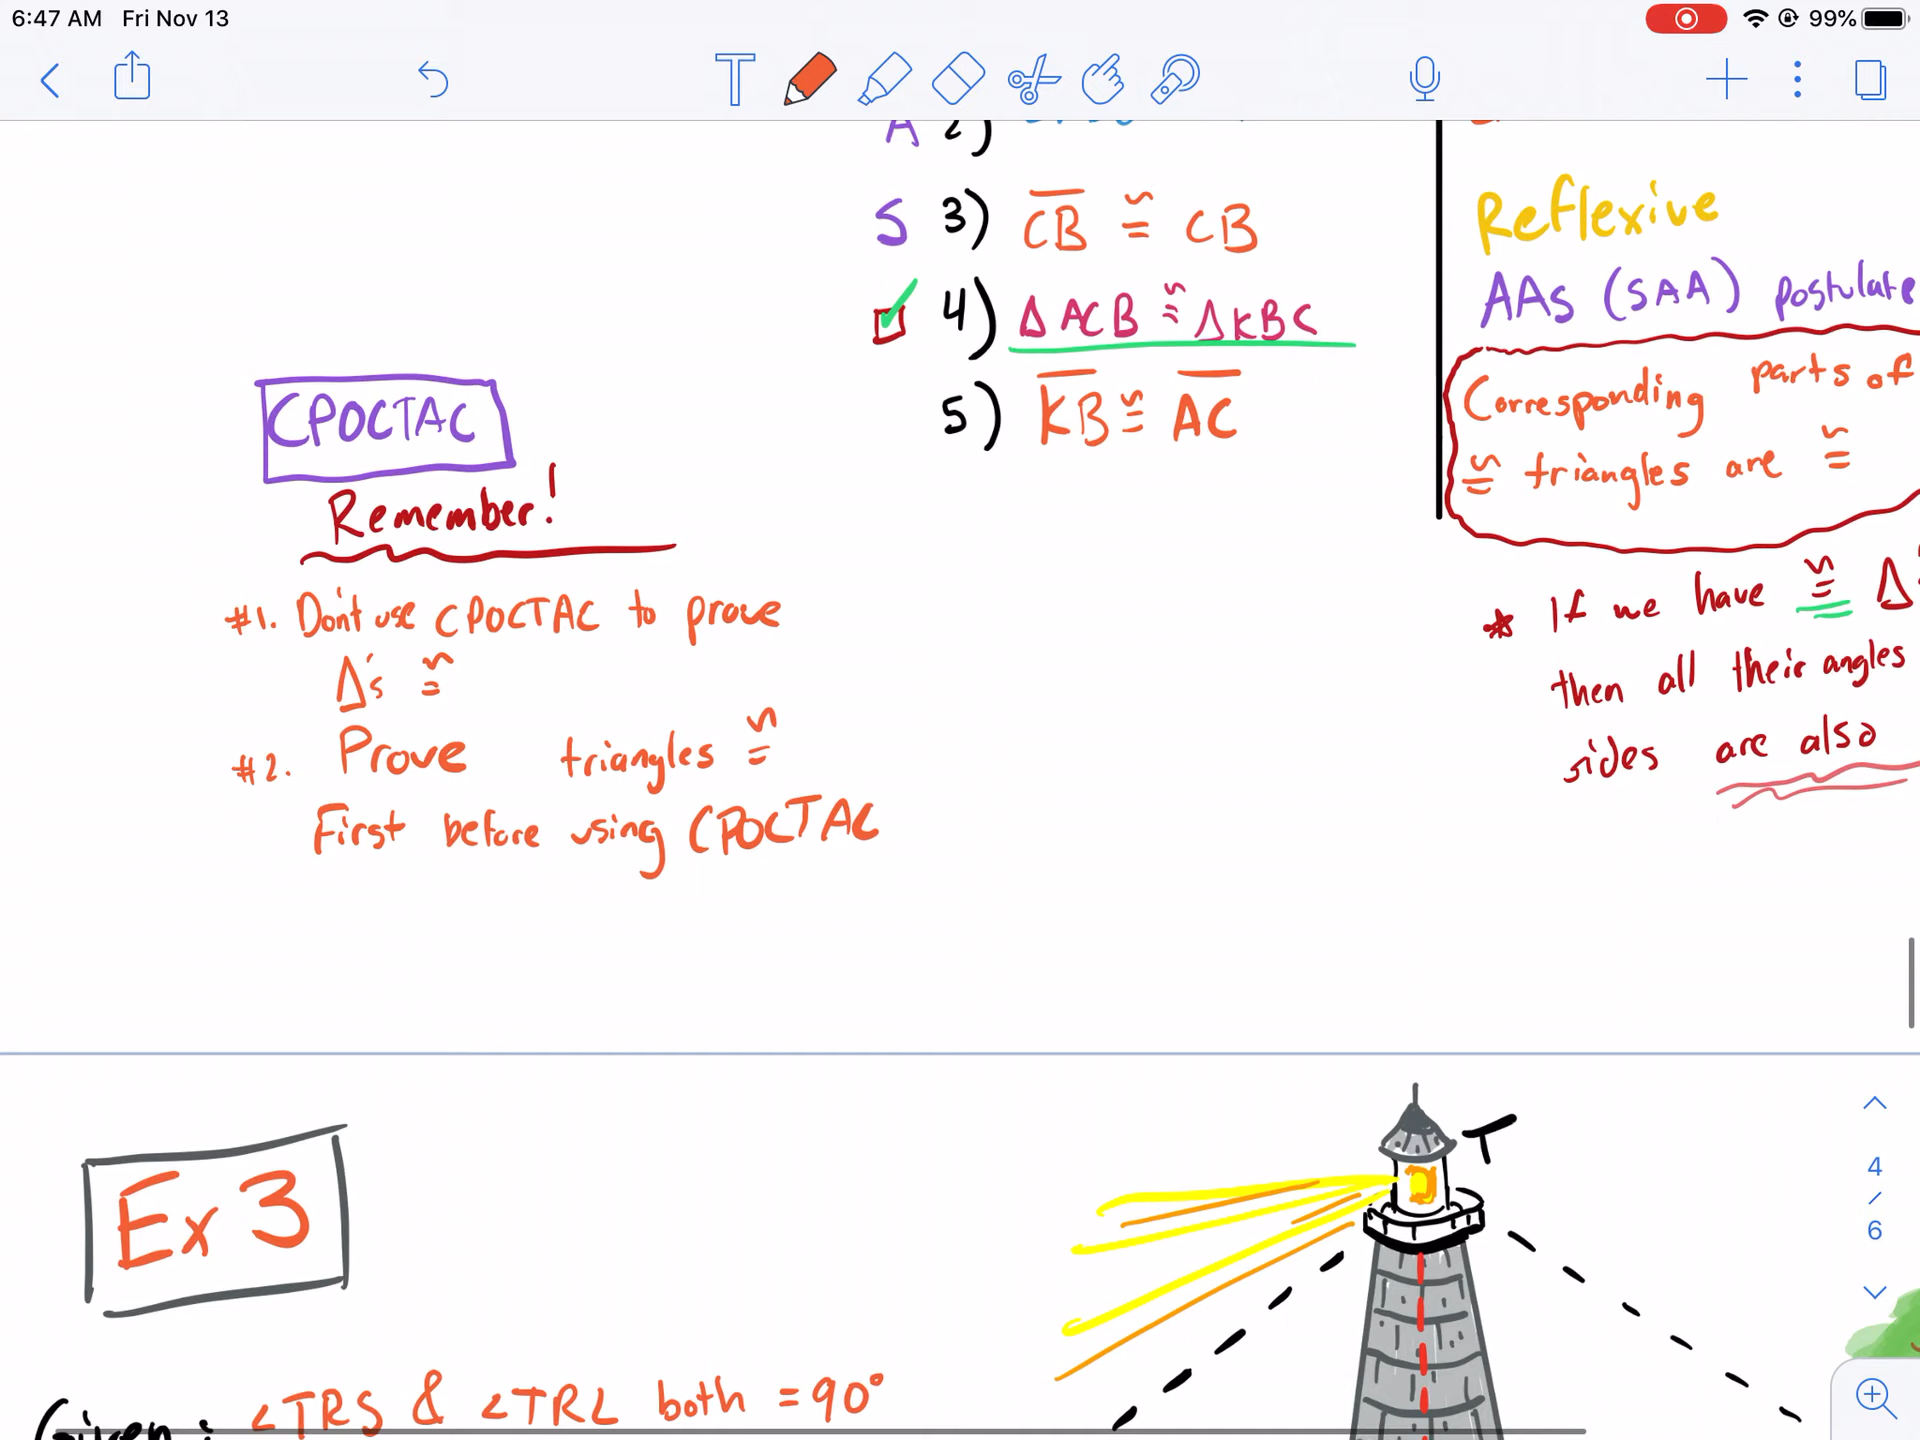 6:47 AM Fri Nov 13
99%
A 2)
S 3) CB ≅ CB
Reflexive
4) Δ ACB ≅ Δ KBC
AAS (SAA) postulate
5) KB ≅ AC
Corresponding parts of
≅ triangles are ≅
CPOCTAC
Remember!
#1. Don't use CPOCTAC to prove
Δ's ≅
#2. Prove triangles ≅
First before using CPOCTAC
* If we have ≅ Δ's
then all their angles
sides are also
Ex 3
T
4
/
6
Given: ∠TRS & ∠TRL both = 90°